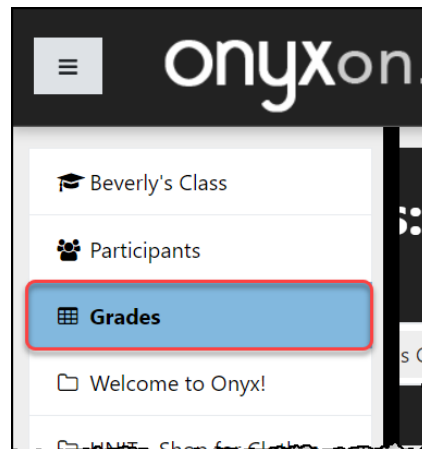 onyxon.
Beverly's Class
s:
Participants
Grades
s
Welcome to Onyx!